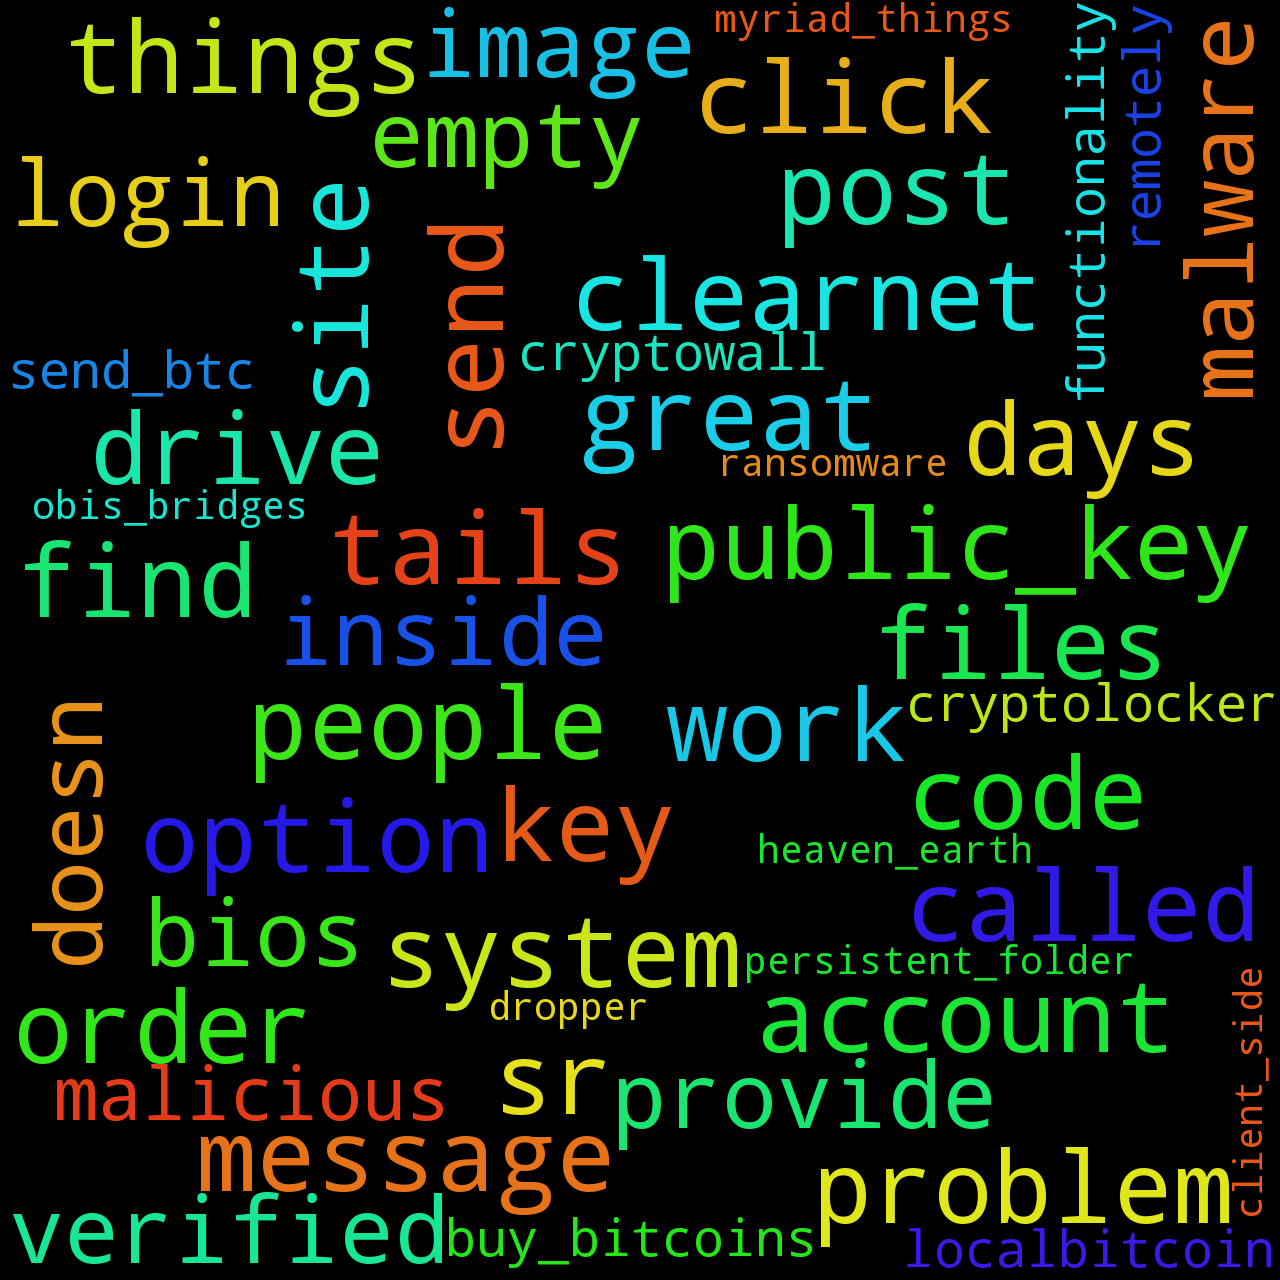 things
image
myriad_things
click
functionality
remotely
malware
empty
login
post
site
send
clearnet
send_btc
cryptowall
great
drive
days
ransomware
obis_bridges
tails
public_key
find
inside
files
people
work
cryptolocker
doesn
code
option
key
heaven_earth
called
bios
system
persistent_folder
order
dropper
account
client_side
malicious
sr
provide
message
problem
verified
buy_bitcoins
localbitcoin